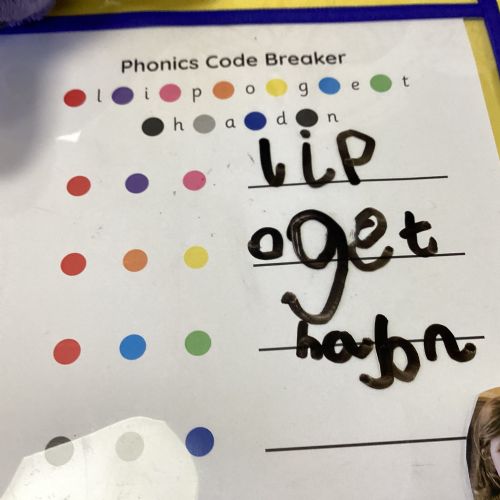 Phonics Code Breaker
l i p o g e t
h a d n
lip
oget
habn